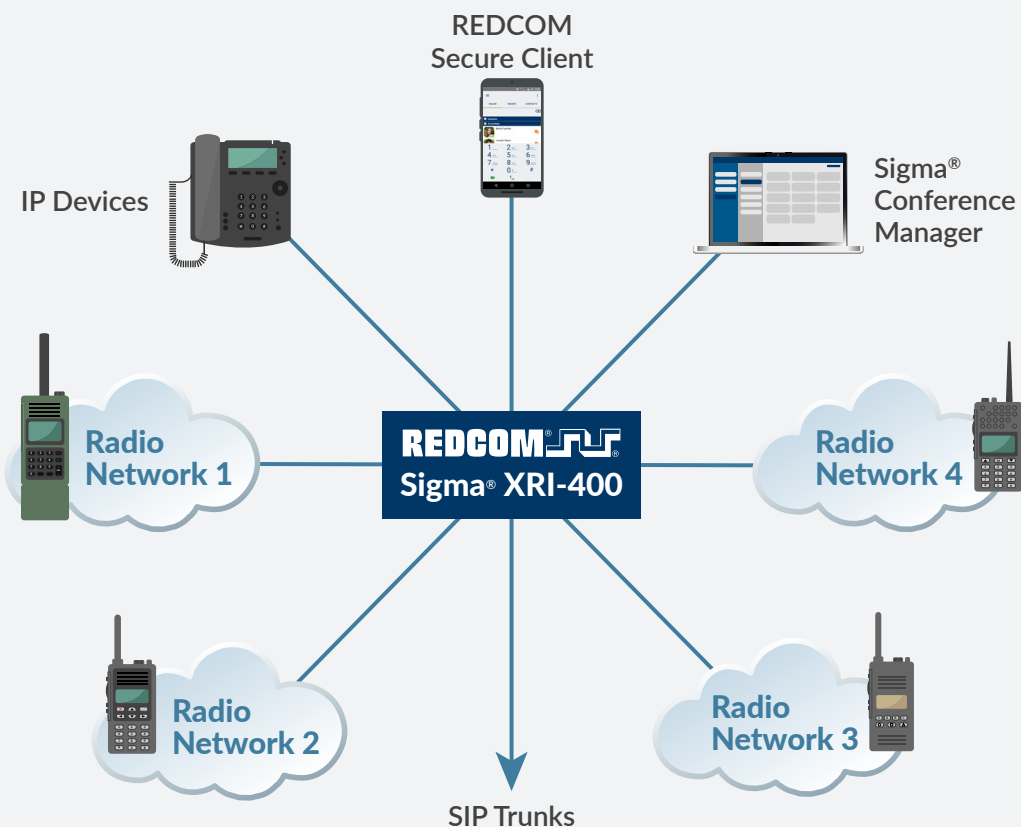 REDCOM
Secure Client
IP Devices
Sigma®
Conference
Manager
Radio
Network 1
REDCOM®
®
Sigma® XRI-400
Radio
Network 4
Radio
Network 2
Radio
Network 3
SIP Trunks